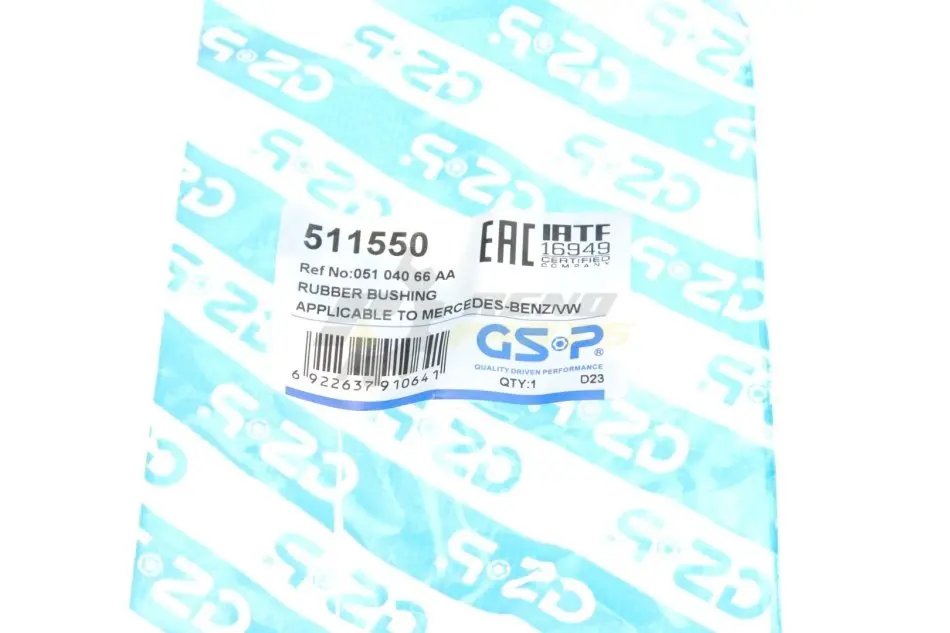 511550
EAC
IATF
16949
CERTIFIED
COMPANY
Ref No:051 040 66 AA
RUBBER BUSHING
APPLICABLE TO MERCEDES-BENZ/VW
GS·P®
QUALITY DRIVEN PERFORMANCE
6 922637 910641
QTY:1
D23